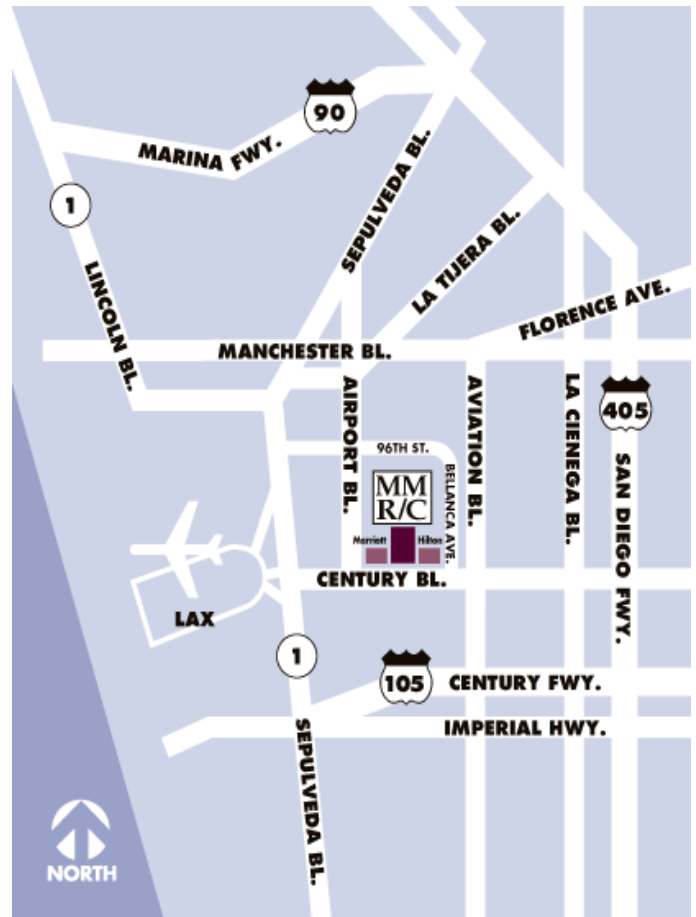 90
MARINA FWY.
SEPULVEDA BL.
1
LA TIJERA BL.
LINCOLN BL.
FLORENCE AVE.
MANCHESTER BL.
AIRPORT BL.
AVIATION BL.
LA CIENEGA BL.
405
96TH ST.
BELLANCA AVE.
SAN DIEGO FWY.
MM
R/C
Marriott
Hilton
CENTURY BL.
LAX
1
105
CENTURY FWY.
IMPERIAL HWY.
SEPULVEDA BL.
NORTH